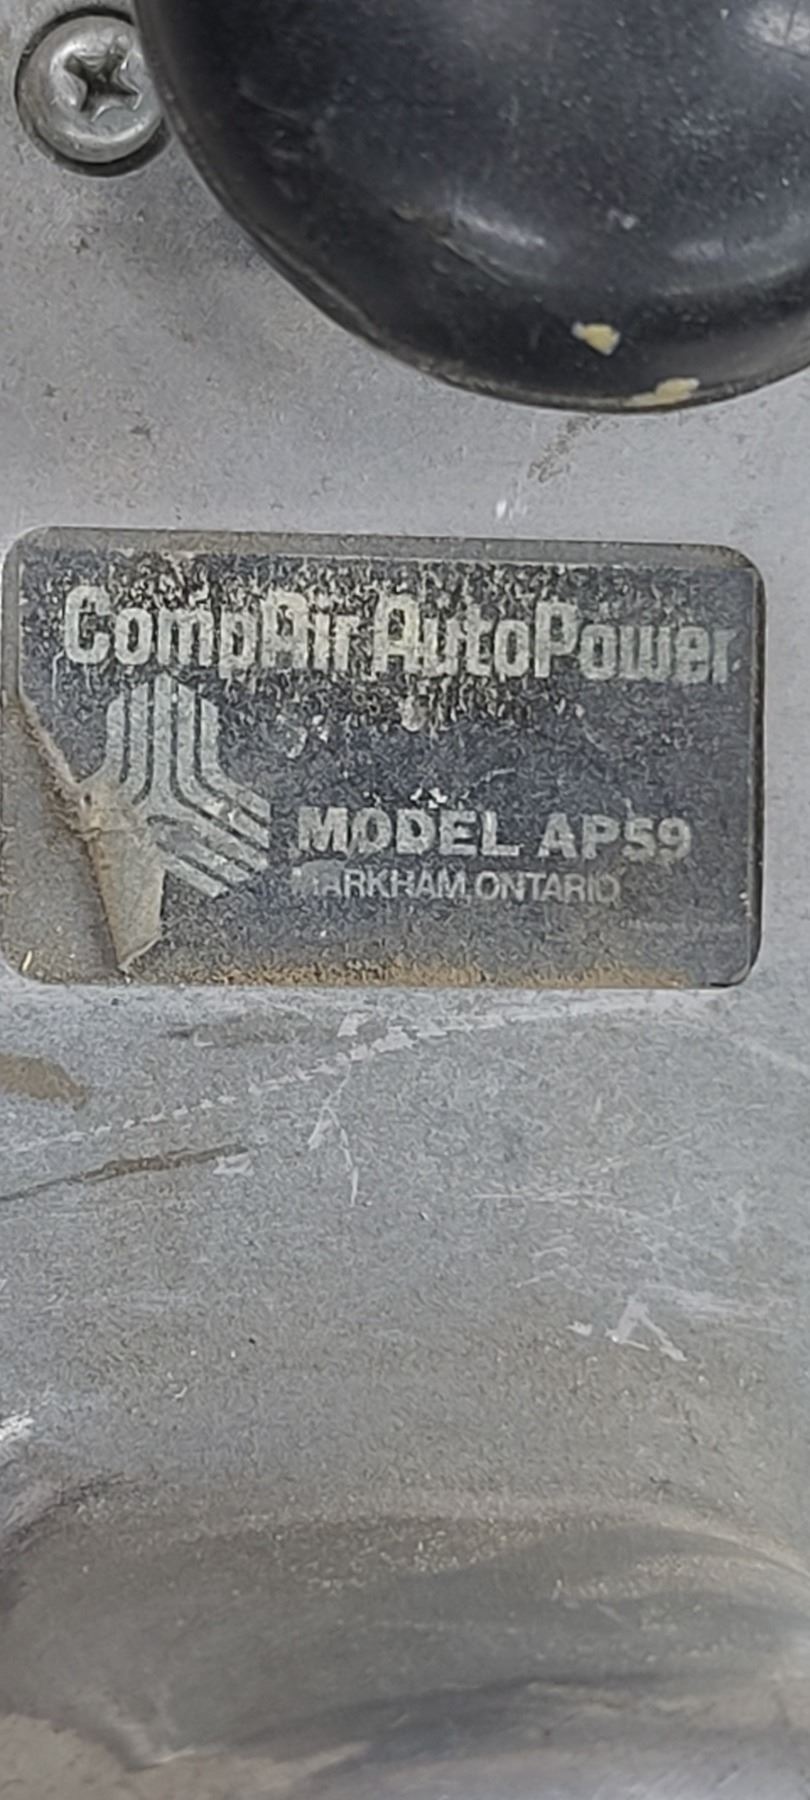 CompAir AutoPower
MODEL AP59
MARKHAM, ONTARIO